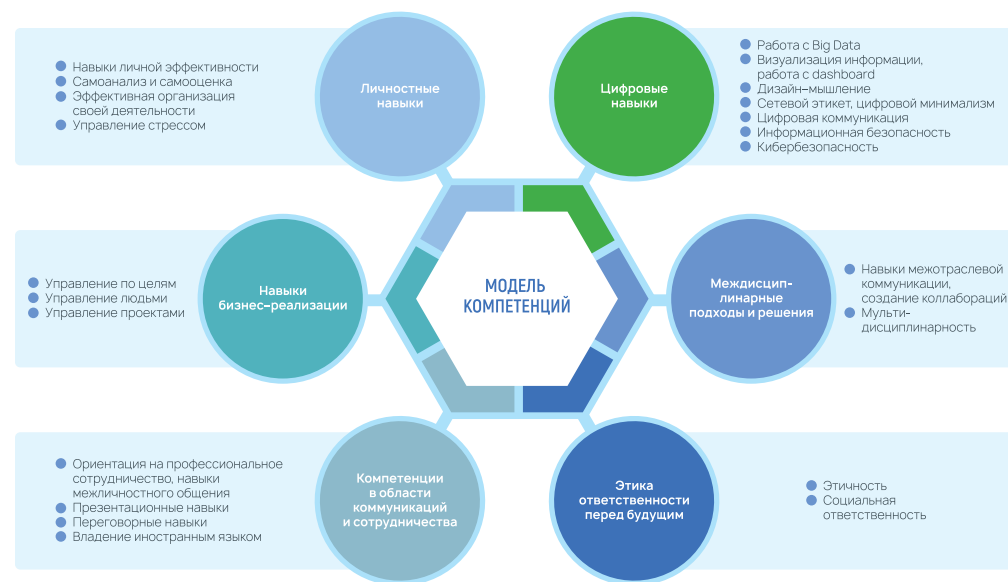 Навыки личной эффективности
Самоанализ и самооценка
Эффективная организация
своей деятельности
Управление стрессом
Личностные
навыки
Цифровые
навыки
Работа с Big Data
Визуализация информации,
работа с dashboard
Дизайн–мышление
Сетевой этикет, цифровой минимализм
Цифровая коммуникация
Информационная безопасность
Кибербезопасность
Управление по целям
Управление людьми
Управление проектами
Навыки
бизнес–реализации
МОДЕЛЬ
КОМПЕТЕНЦИЙ
Междисцип–
линарные
подходы и решения
Навыки межотраслевой
коммуникации,
создание коллабораций
Мульти–
дисциплинарность
Ориентация на профессиональное
сотрудничество, навыки
межличностного общения
Презентационные навыки
Переговорные навыки
Владение иностранным языком
Компетенции
в области
коммуникаций
и сотрудничества
Этика
ответственности
перед будущим
Этичность
Социальная
ответственность